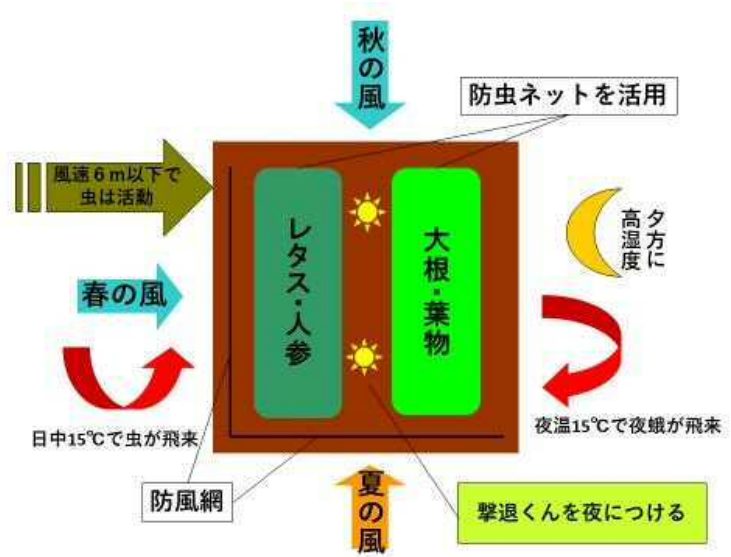 秋の風
防虫ネットを活用
風速６ｍ以下で
虫は活動
レタス・人参
大根・葉物
夕方に
高湿度
春の風
日中15℃で虫が飛来
夜温15℃で夜蛾が飛来
防風網
夏の風
撃退くんを夜につける